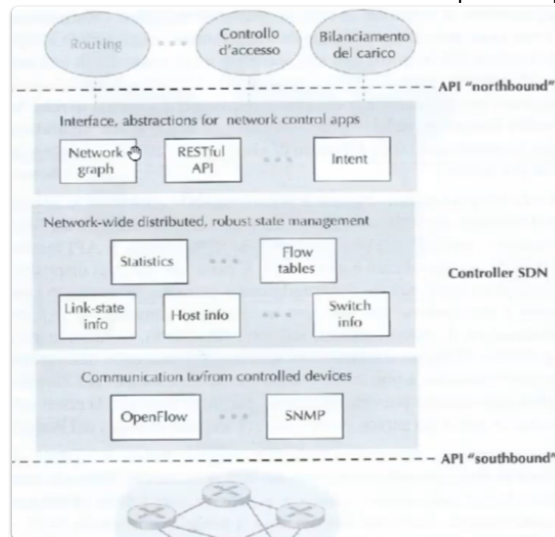 Routing
Controllo
d'accesso
Bilanciamento
del carico
API "northbound"
Interface, abstractions for network control apps
Network
graph
RESTful
API
Intent
Network-wide distributed, robust state management
Statistics
Flow
tables
Controller SDN
Link-state
info
Host info
Switch
info
Communication to/from controlled devices
OpenFlow
SNMP
API "southbound"